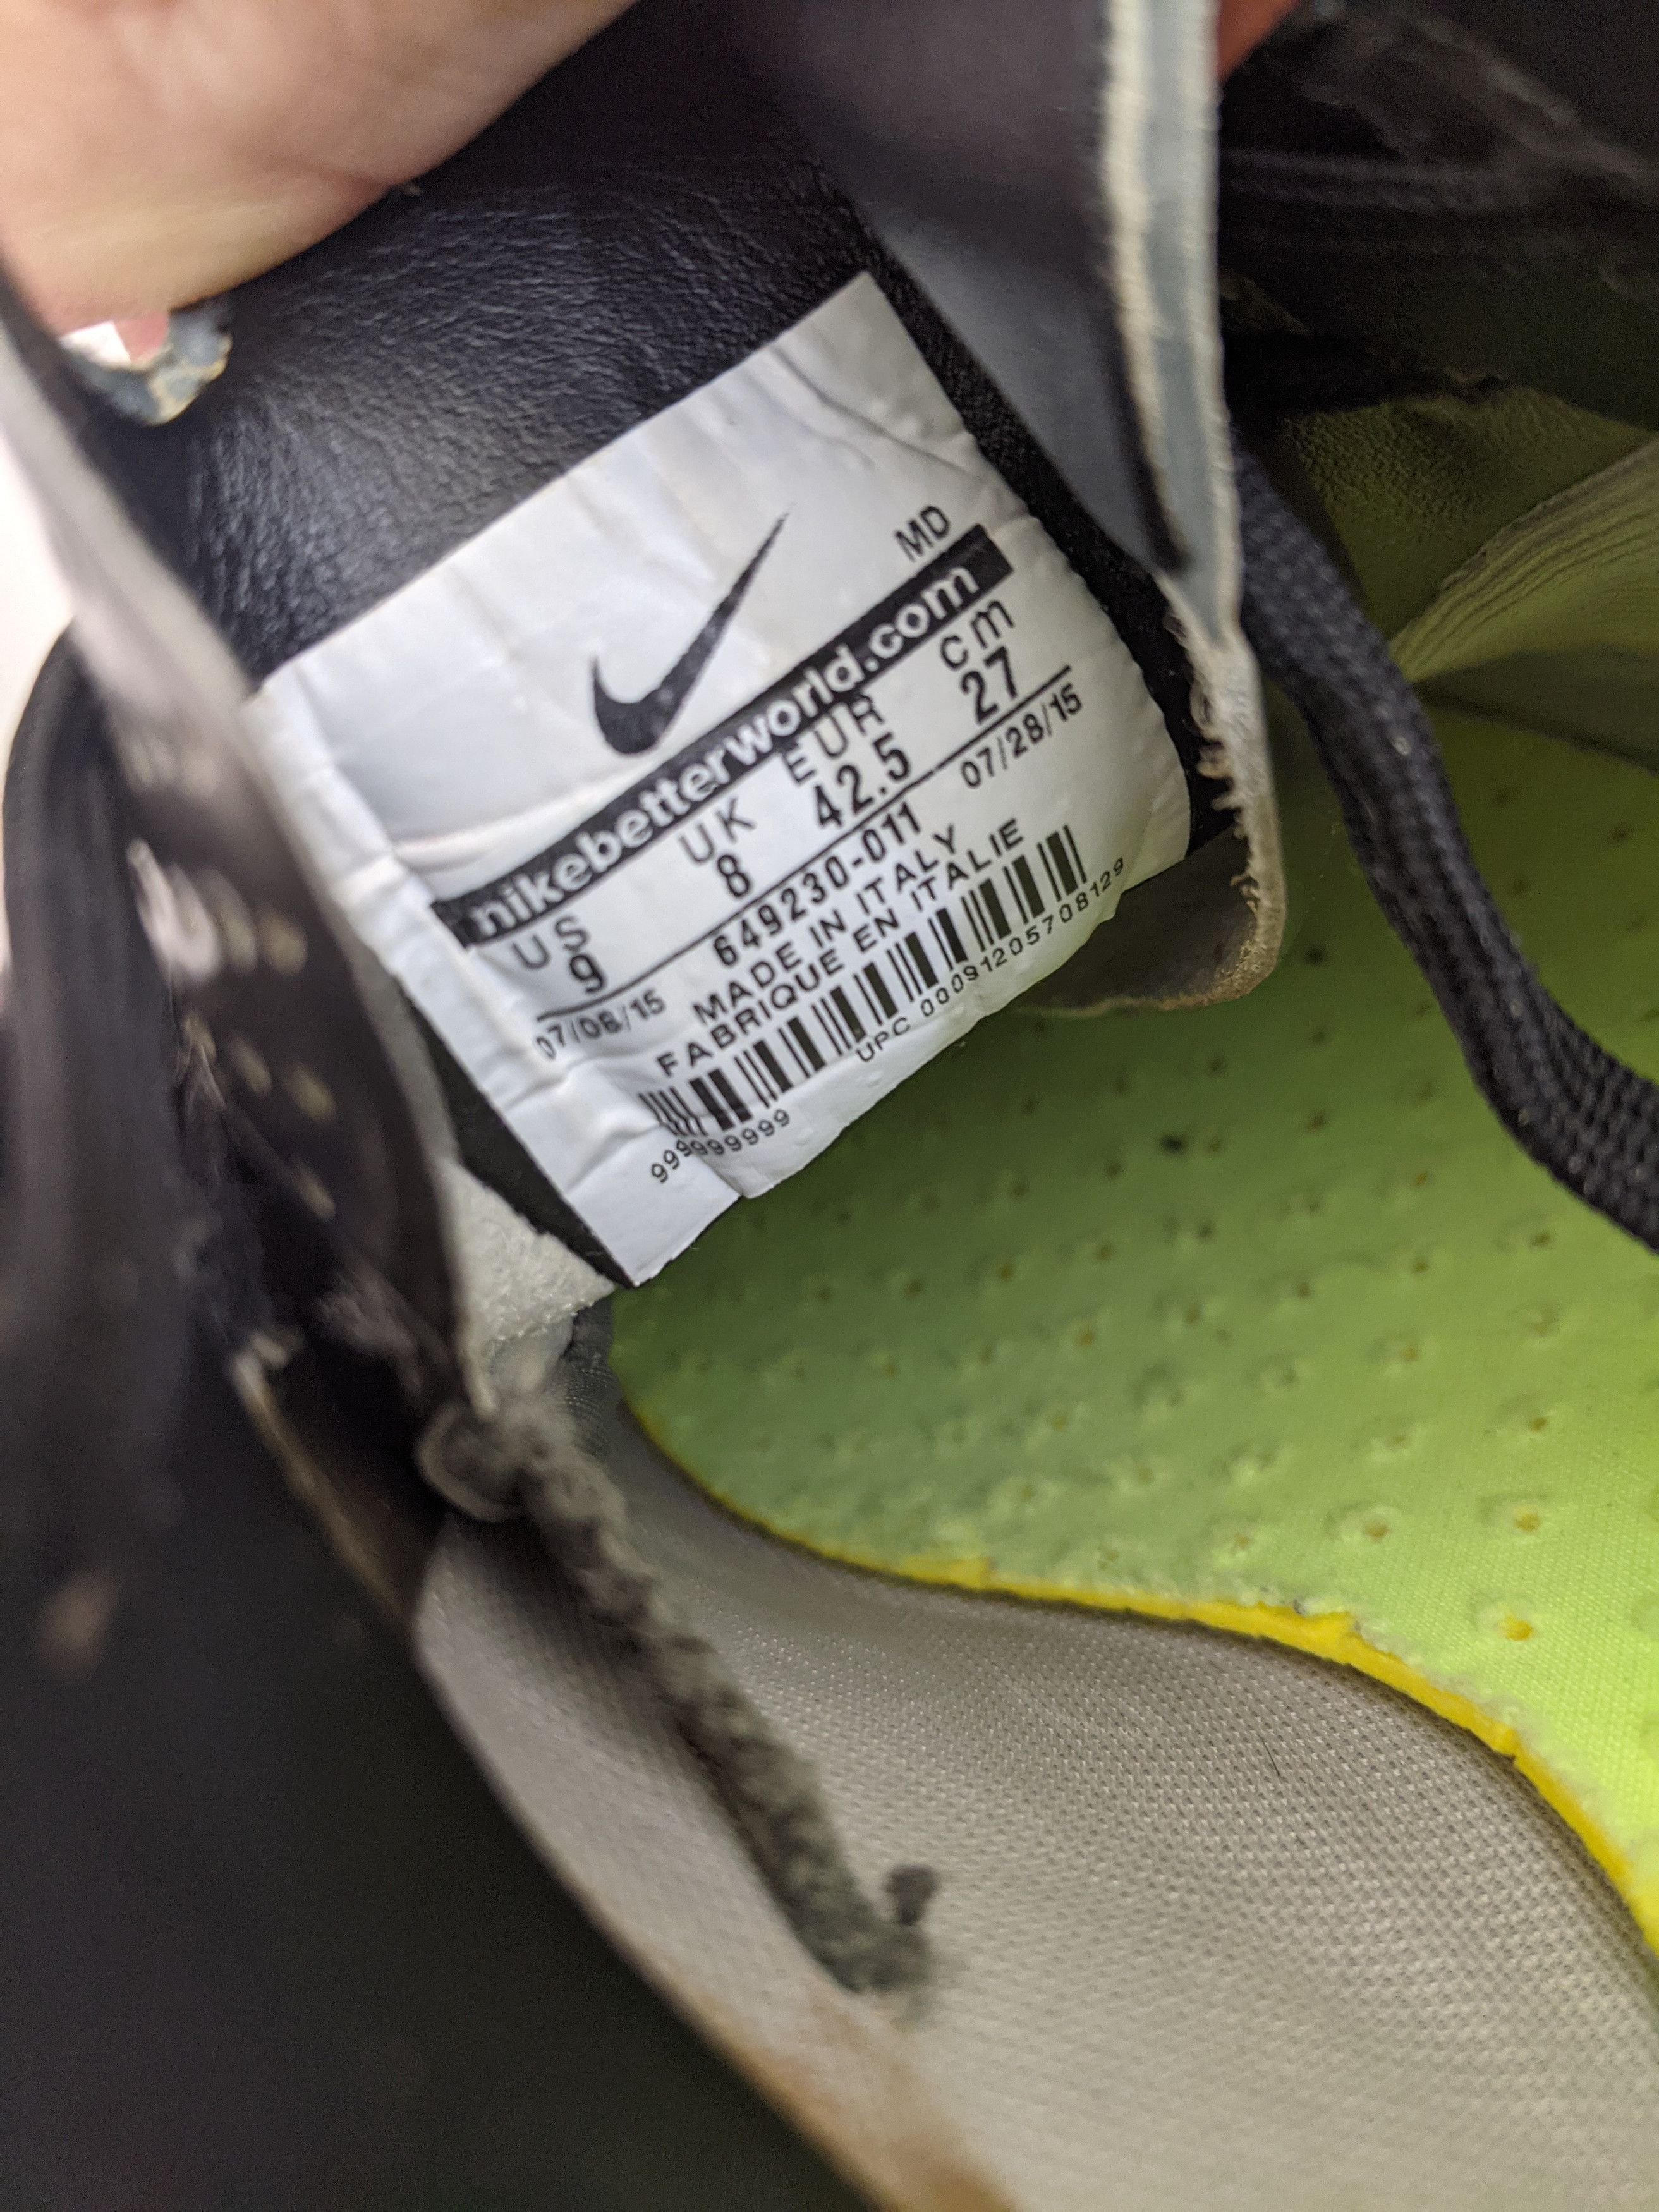 MD
nikebetterworld.com
US UK EUR cm
9 8 42.5 27
07/06/15 649230-011 07/28/15
MADE IN ITALY
FABRIQUE EN ITALIE
999999999 UPC 00091205708129